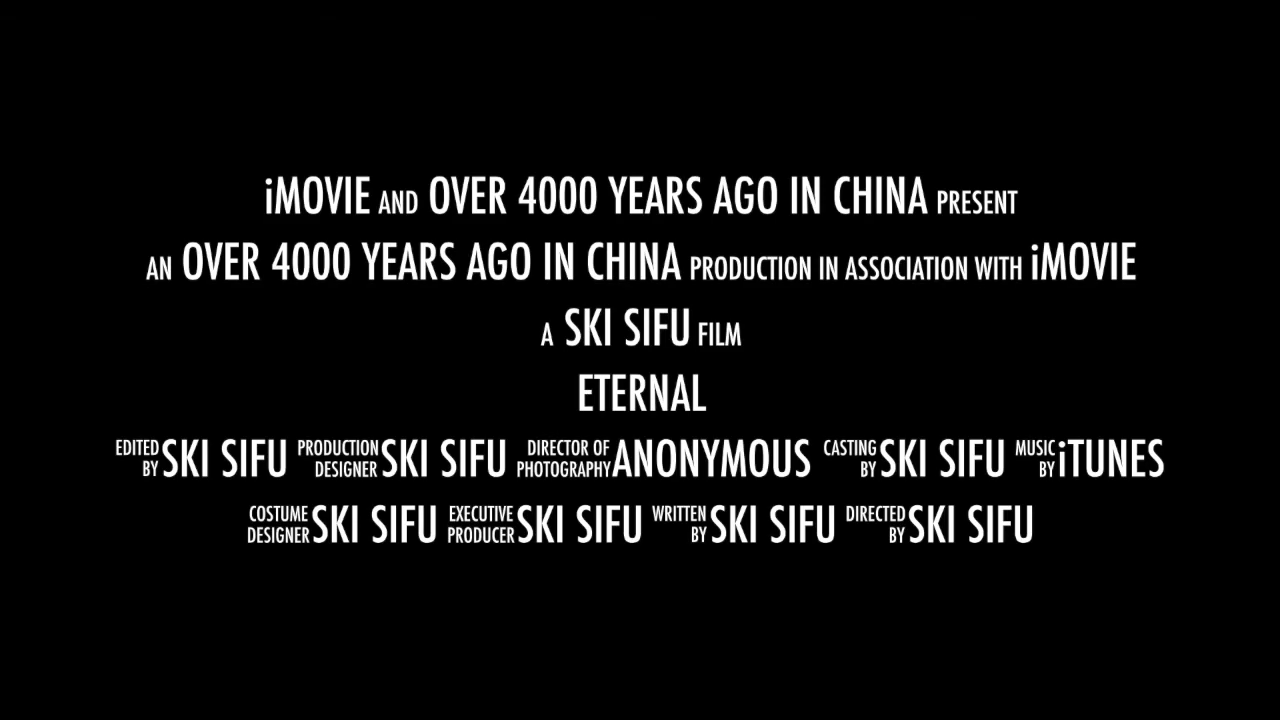 iMOVIE AND OVER 4000 YEARS AGO IN CHINA PRESENT
AN OVER 4000 YEARS AGO IN CHINA PRODUCTION IN ASSOCIATION WITH iMOVIE
A SKI SIFU FILM
ETERNAL
EDITED BY SKI SIFU PRODUCTION DESIGNER SKI SIFU DIRECTOR OF PHOTOGRAPHY ANONYMOUS CASTING BY SKI SIFU MUSIC BY iTUNES
COSTUME DESIGNER SKI SIFU EXECUTIVE PRODUCER SKI SIFU WRITTEN BY SKI SIFU DIRECTED BY SKI SIFU